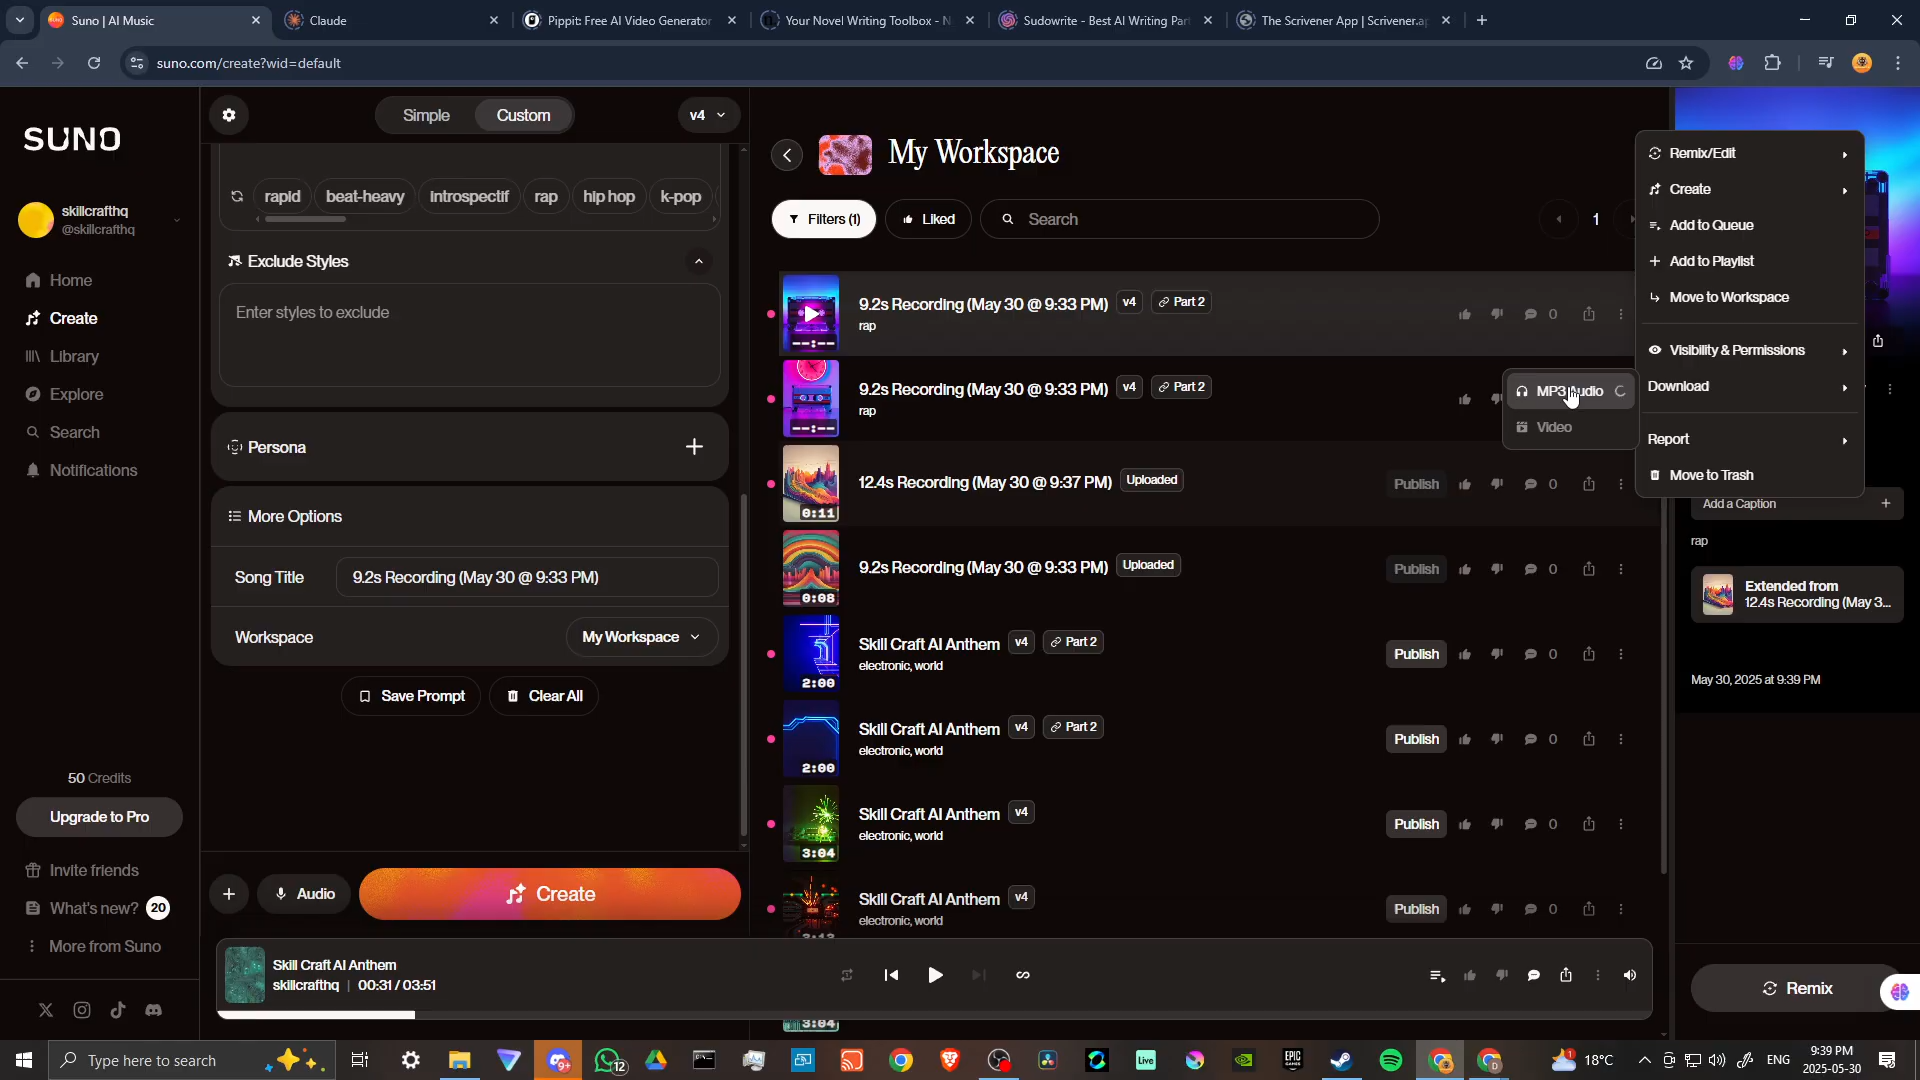 Suno | AI Music
Claude
Pippit: Free AI Video Generator
Your Novel Writing Toolbox - N
Sudowrite - Best AI Writing Par
The Scrivener App | Scrivener.ap
suno.com/create?wid=default
SUNO
skillcrafthq
@skillcrafthq
Home
Create
Library
Explore
Search
Notifications
50 Credits
Upgrade to Pro
Invite friends
What's new? 20
More from Suno
Simple
Custom
v4
rapid
beat-heavy
introspectif
rap
hip hop
k-pop
Exclude Styles
Enter styles to exclude
Persona
More Options
Song Title
9.2s Recording (May 30 @ 9:33 PM)
Workspace
My Workspace
Save Prompt
Clear All
Audio
Create
My Workspace
Filters (1)
Liked
Search
1
9.2s Recording (May 30 @ 9:33 PM) v4 Part 2
rap
--:--
0
9.2s Recording (May 30 @ 9:33 PM) v4 Part 2
rap
--:--
12.4s Recording (May 30 @ 9:37 PM) Uploaded
0:11
Publish
0
9.2s Recording (May 30 @ 9:33 PM) Uploaded
0:08
Publish
0
Skill Craft AI Anthem v4 Part 2
electronic, world
2:00
Publish
0
Skill Craft AI Anthem v4 Part 2
electronic, world
2:00
Publish
0
Skill Craft AI Anthem v4
electronic, world
3:04
Publish
0
Skill Craft AI Anthem v4
electronic, world
Publish
0
3:04
Remix/Edit
Create
Add to Queue
Add to Playlist
Move to Workspace
Visibility & Permissions
Download
Report
Move to Trash
MP3 Audio
Video
Add a Caption
rap
Extended from
12.4s Recording (May 3...
May 30, 2025 at 9:39 PM
Remix
Skill Craft AI Anthem
skillcrafthq | 00:31 / 03:51
Type here to search
9+
12
Live
EPIC
GAMES
1
18°C
ENG
9:39 PM
2025-05-30